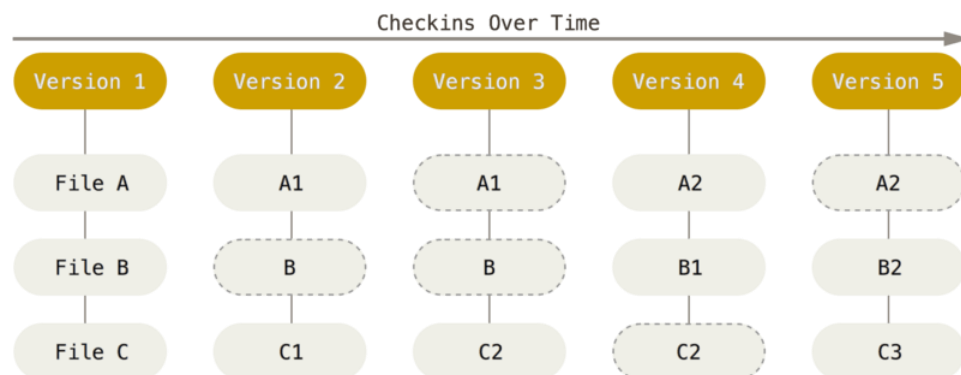 Checkins Over Time
Version 1 Version 2 Version 3 Version 4 Version 5
File A A1 A1 A2 A2
File B B B B1 B2
File C C1 C2 C2 C3